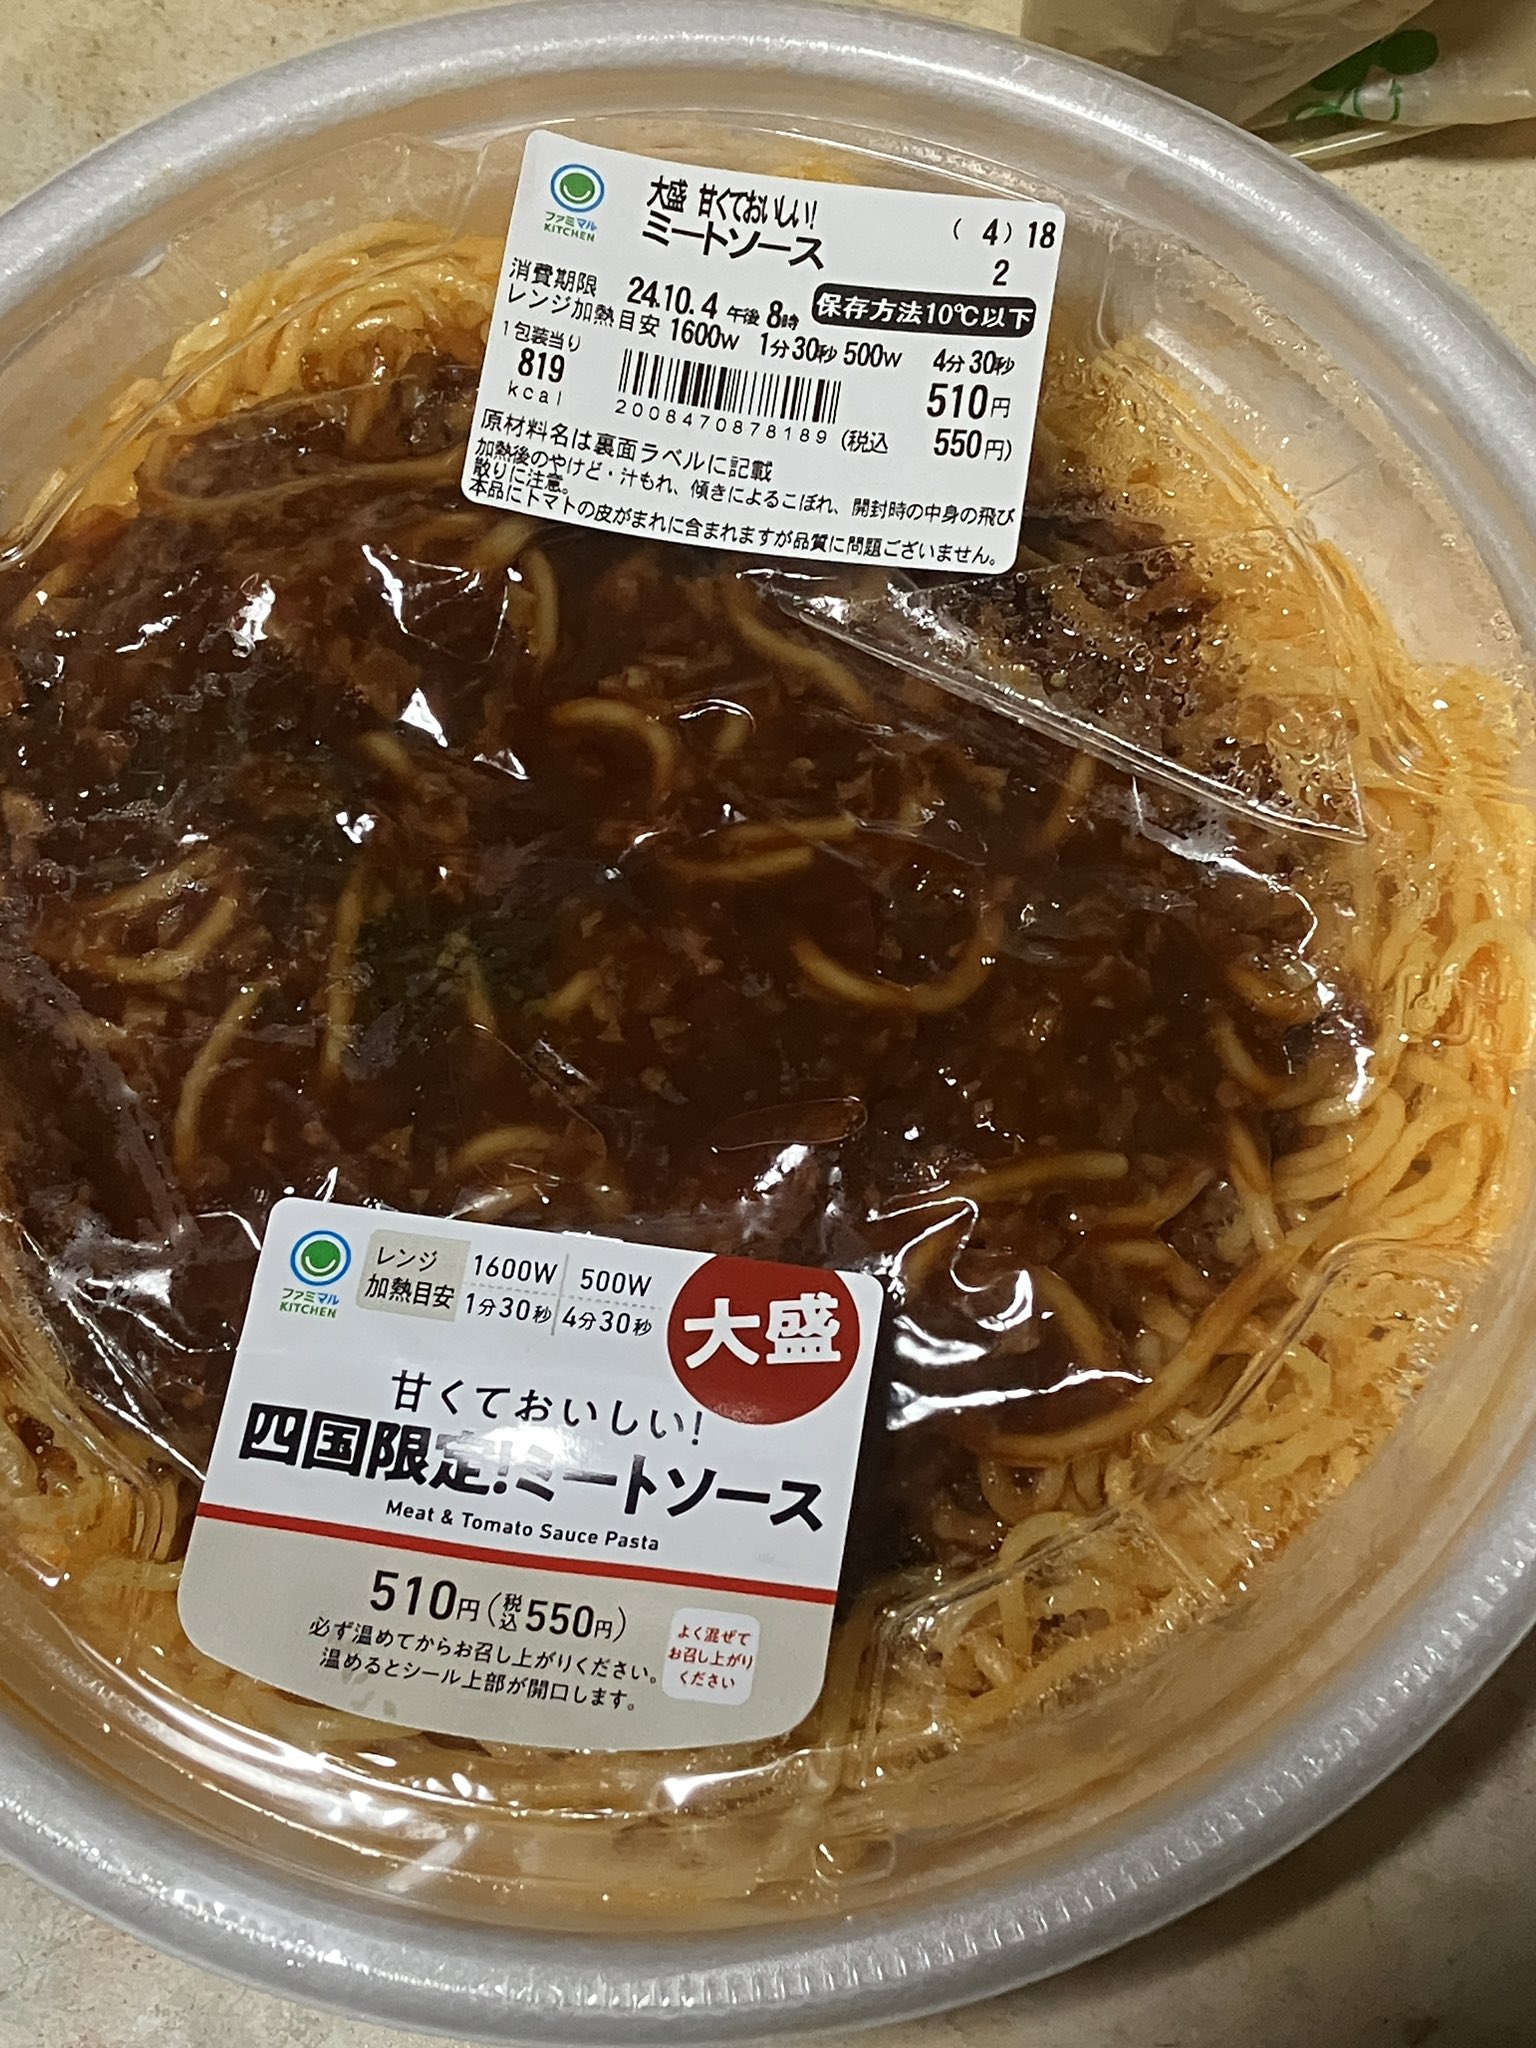 ファミマル
KITCHEN
大盛 甘くておいしい!
ミートソース
(4) 18
2
消費期限 24.10.4 午後 8時 保存方法10℃以下
レンジ加熱目安 1600W 1分30秒 500W 4分30秒
1包装当り
819
kcal
2008470878189
510円
(税込 550円)
原材料名は裏面ラベルに記載
加熱後のやけど・汁もれ、傾きによるこぼれ、開封時の中身の飛び
散りに注意。
本品にトマトの皮がまれに含まれますが品質に問題ございません。
ファミマル
KITCHEN
レンジ
加熱目安
1600W 500W
1分30秒 4分30秒
大盛
甘くておいしい!
四国限定!ミートソース
Meat & Tomato Sauce Pasta
510円(税込550円)
必ず温めてからお召し上がりください。
温めるとシール上部が開口します。
よく混ぜて
お召し上がり
ください